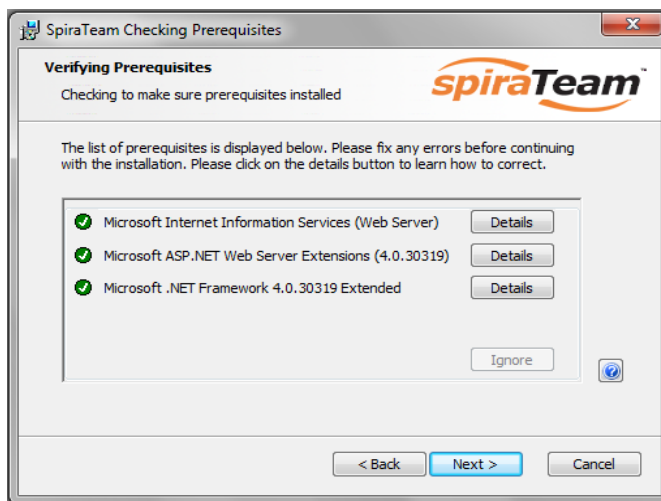 SpiraTeam Checking Prerequisites
Verifying Prerequisites
Checking to make sure prerequisites installed
spiraTeam™
The list of prerequisites is displayed below. Please fix any errors before continuing
with the installation. Please click on the details button to learn how to correct.
Microsoft Internet Information Services (Web Server) Details
Microsoft ASP.NET Web Server Extensions (4.0.30319) Details
Microsoft .NET Framework 4.0.30319 Extended Details
Ignore
?
< Back Next > Cancel